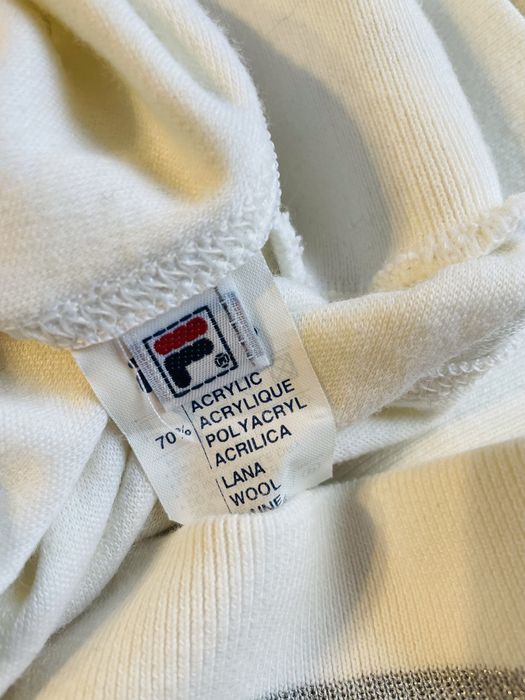 F®
70%
ACRYLIC
ACRYLIQUE
POLYACRYL
ACRILICA
LANA
WOOL